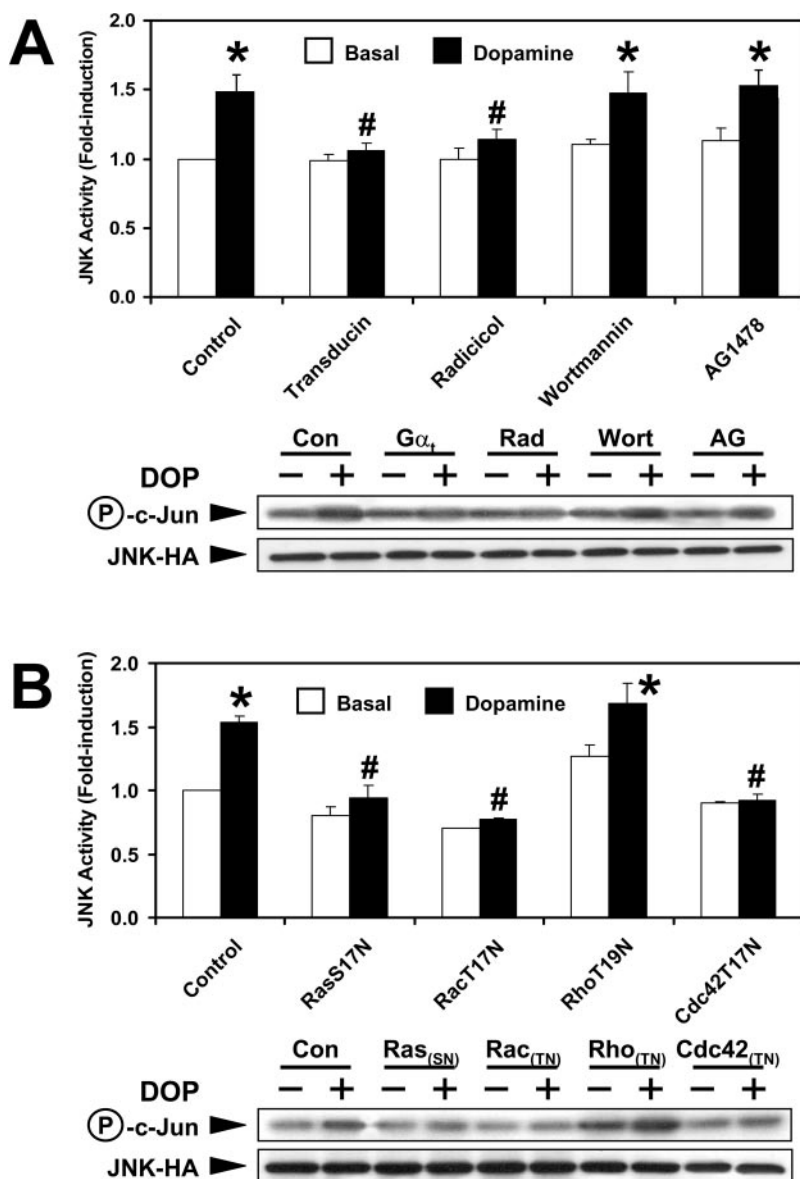 A
JNK Activity (Fold-induction)
2.0
1.5
1.0
0.5
0.0
Basal
Dopamine
*
#
#
*
*
Control
Transducin
Radicicol
Wortmannin
AG1478
Con Gαt Rad Wort AG
DOP − + − + − + − + − +
P-c-Jun
JNK-HA
B
JNK Activity (Fold-induction)
2.0
1.5
1.0
0.5
0.0
Basal
Dopamine
*
#
#
*
#
Control
RasS17N
RacT17N
RhoT19N
Cdc42T17N
Con Ras(SN) Rac(TN) Rho(TN) Cdc42(TN)
DOP − + − + − + − + − +
P-c-Jun
JNK-HA